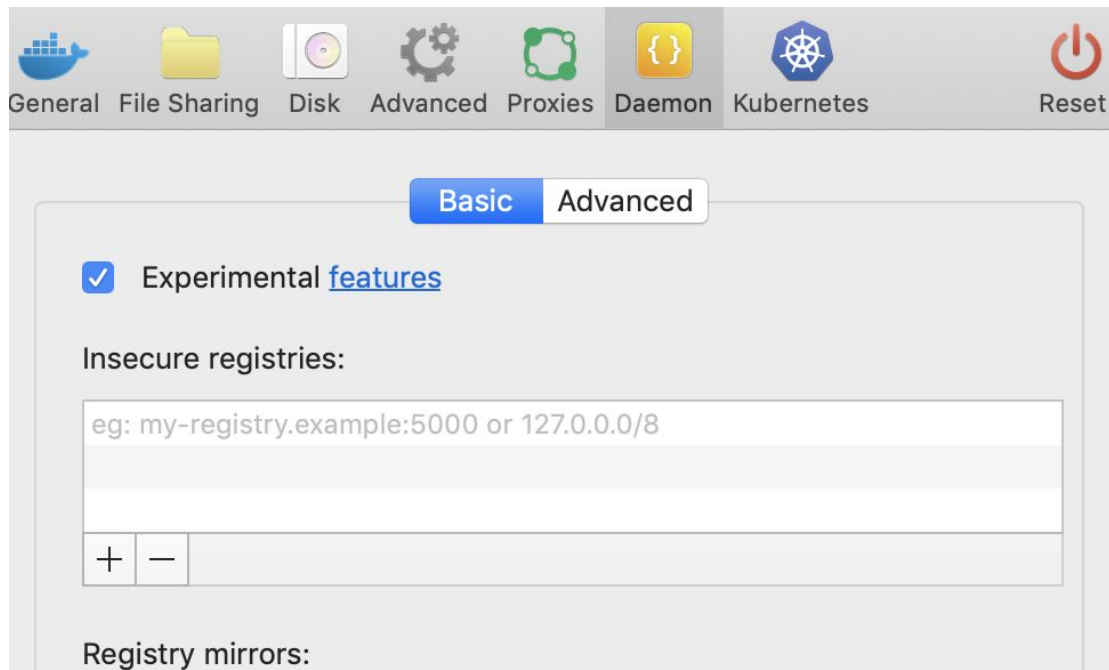 General File Sharing Disk Advanced Proxies Daemon Kubernetes Reset
Basic Advanced
Experimental features
Insecure registries:
eg: my-registry.example:5000 or 127.0.0.0/8
Registry mirrors: